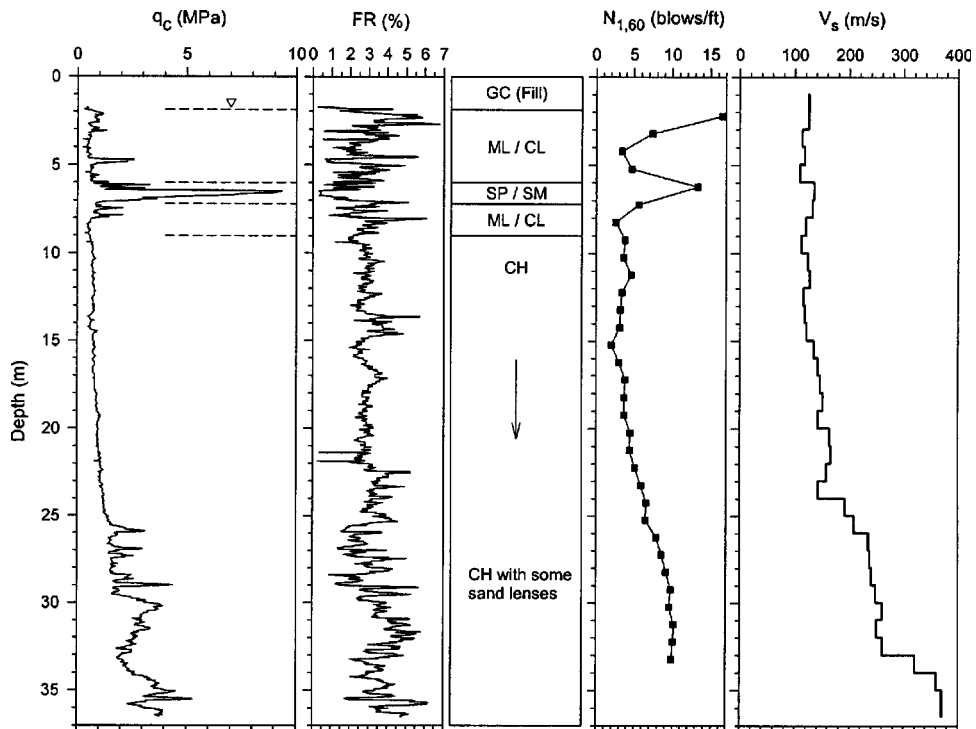 q_C (MPa) FR (%) N_1,60 (blows/ft) V_s (m/s)
0 5 10 0 1 2 3 4 5 6 7 0 5 10 15 0 100 200 300 400
0
5
10
15
20
25
30
35
Depth (m)
GC (Fill)
ML / CL
SP / SM
ML / CL
CH
CH with some
sand lenses